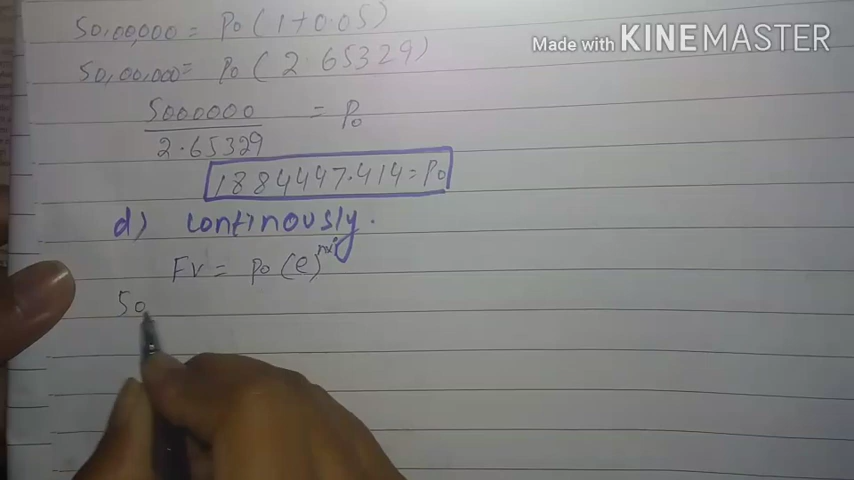 Made with KINEMASTER
50,00,000 = Po (1+0.05)
50,00,000 = Po (2.65329)
5000000 = Po
2.65329
1884447.414 = Po
d) continously.
FV = Po (e)
50